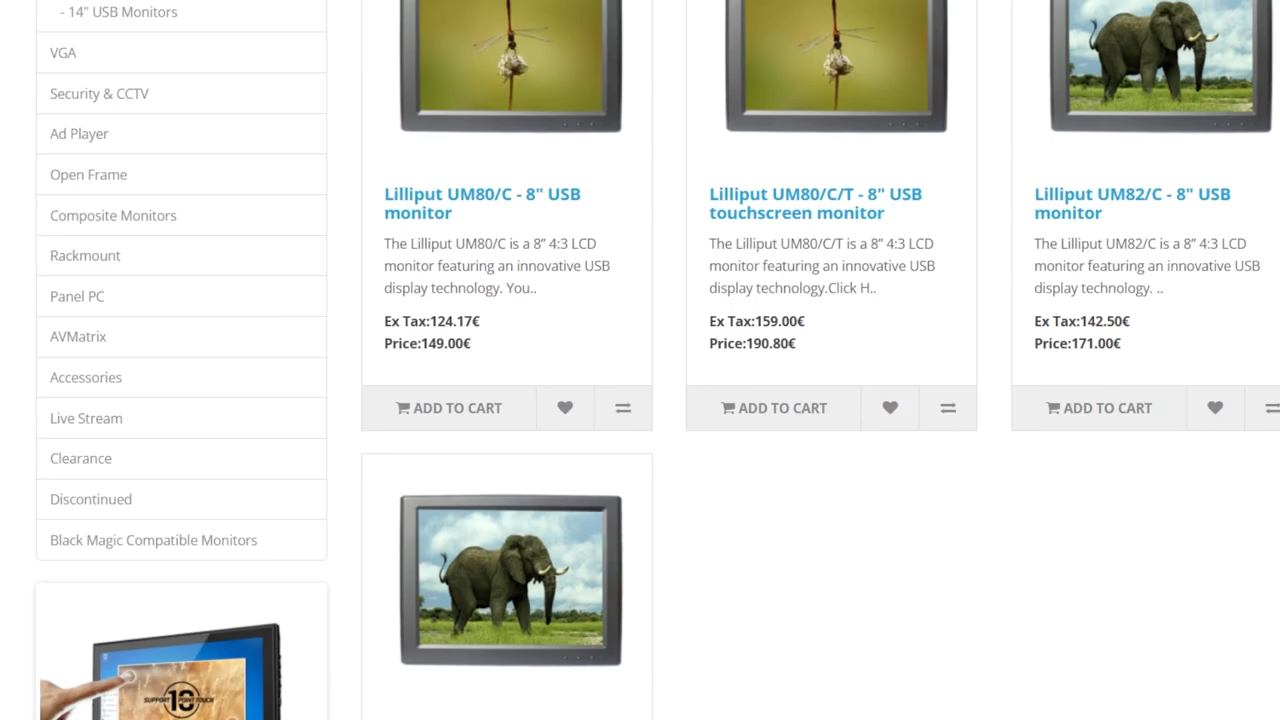 - 14" USB Monitors
VGA
Security & CCTV
Ad Player
Open Frame
Composite Monitors
Rackmount
Panel PC
AVMatrix
Accessories
Live Stream
Clearance
Discontinued
Black Magic Compatible Monitors
SUPPORT 10 POINT TOUCH
Lilliput UM80/C - 8" USB
monitor
The Lilliput UM80/C is a 8” 4:3 LCD
monitor featuring an innovative USB
display technology. You..
Ex Tax:124.17€
Price:149.00€
ADD TO CART
Lilliput UM80/C/T - 8" USB
touchscreen monitor
The Lilliput UM80/C/T is a 8” 4:3 LCD
monitor featuring an innovative USB
display technology.Click H..
Ex Tax:159.00€
Price:190.80€
ADD TO CART
Lilliput UM82/C - 8" USB
monitor
The Lilliput UM82/C is a 8” 4:3 LCD
monitor featuring an innovative USB
display technology. ..
Ex Tax:142.50€
Price:171.00€
ADD TO CART